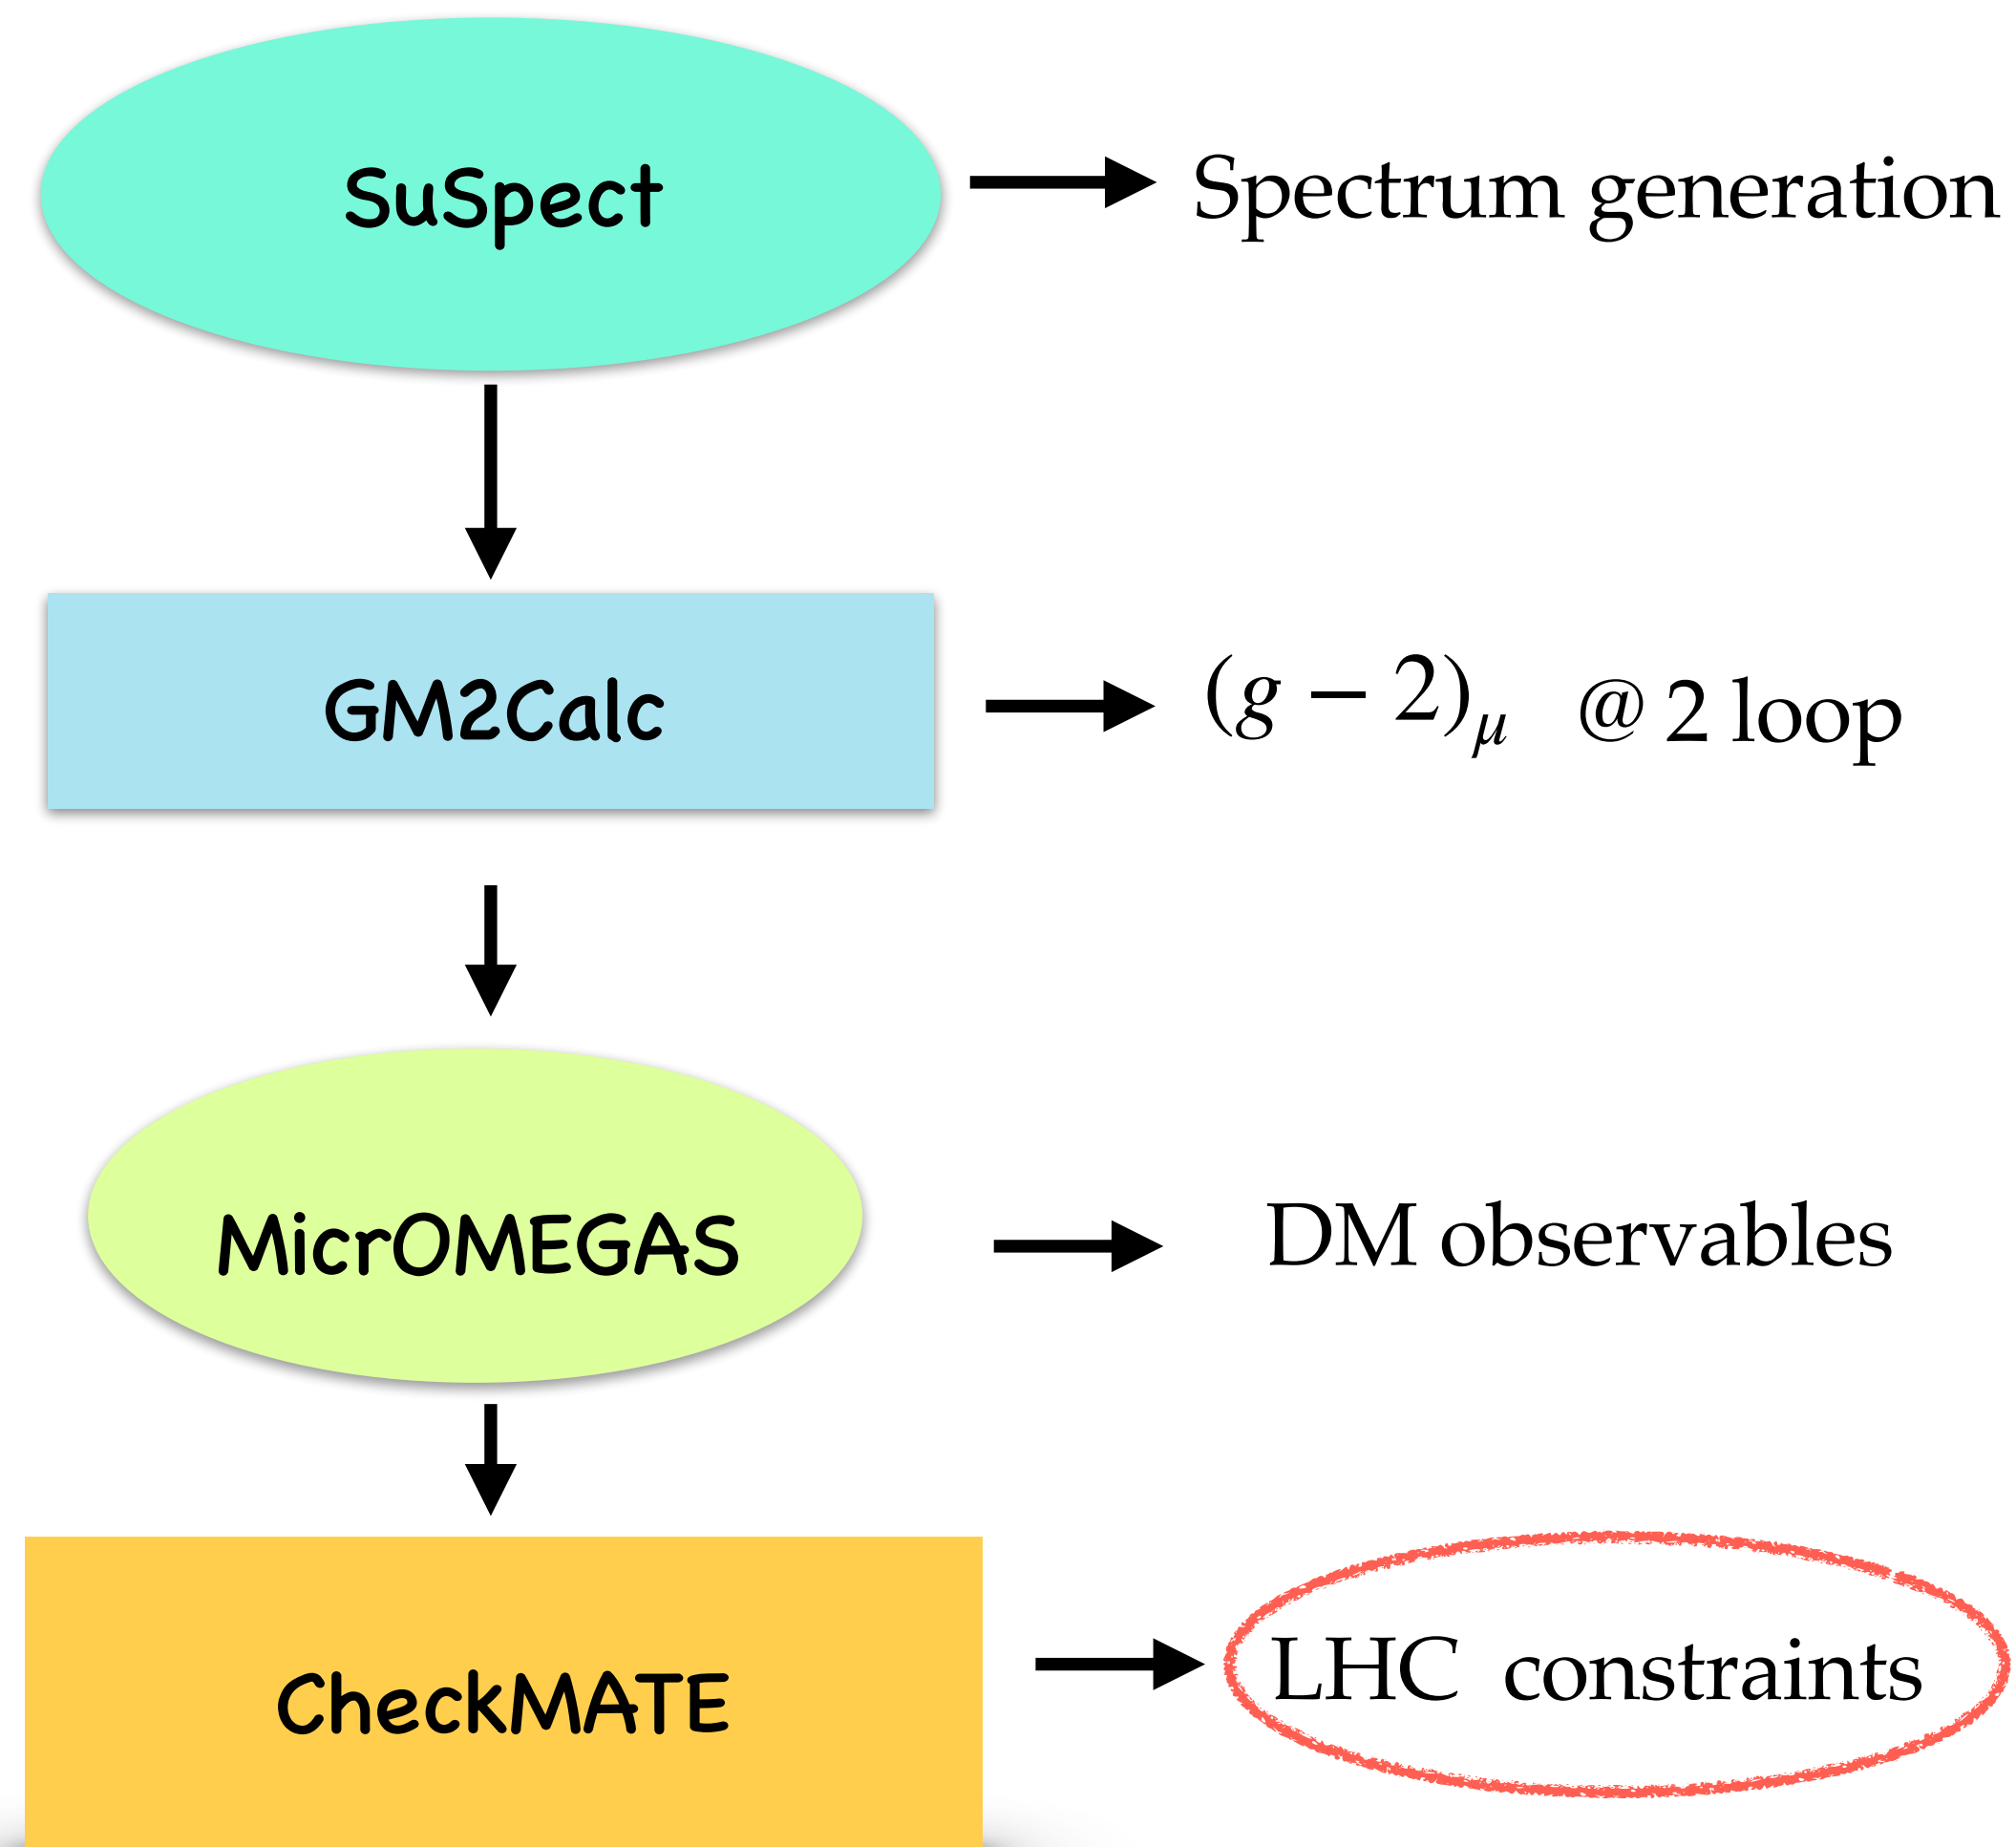 SuSpect
Spectrum generation
GM2Calc
(g − 2)μ @ 2 loop
MicrOMEGAS
DM observables
CheckMATE
LHC constraints